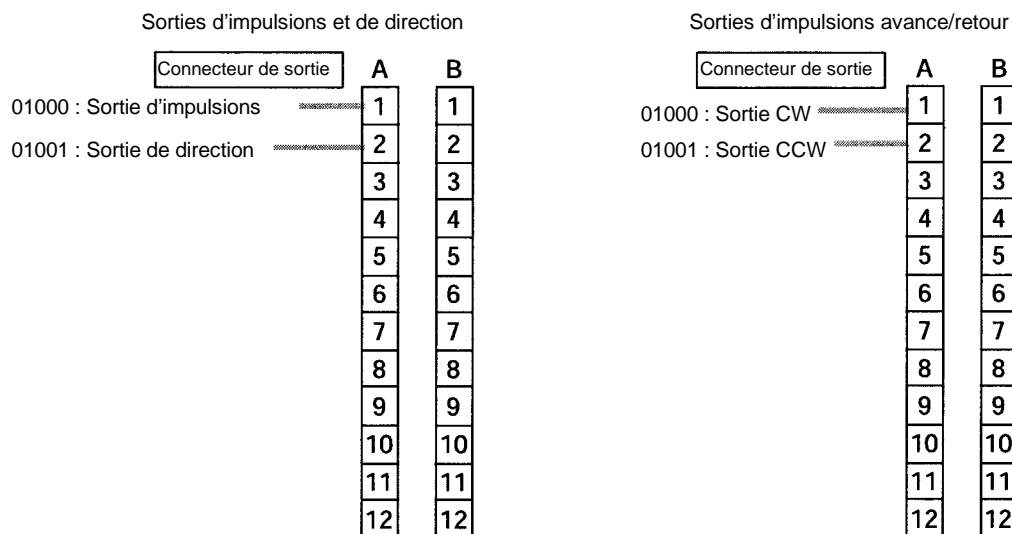 Sorties d'impulsions et de direction
Connecteur de sortie A B
01000 : Sortie d'impulsions 1 1
01001 : Sortie de direction 2 2
3 3
4 4
5 5
6 6
7 7
8 8
9 9
10 10
11 11
12 12
Sorties d'impulsions avance/retour
Connecteur de sortie A B
01000 : Sortie CW 1 1
01001 : Sortie CCW 2 2
3 3
4 4
5 5
6 6
7 7
8 8
9 9
10 10
11 11
12 12